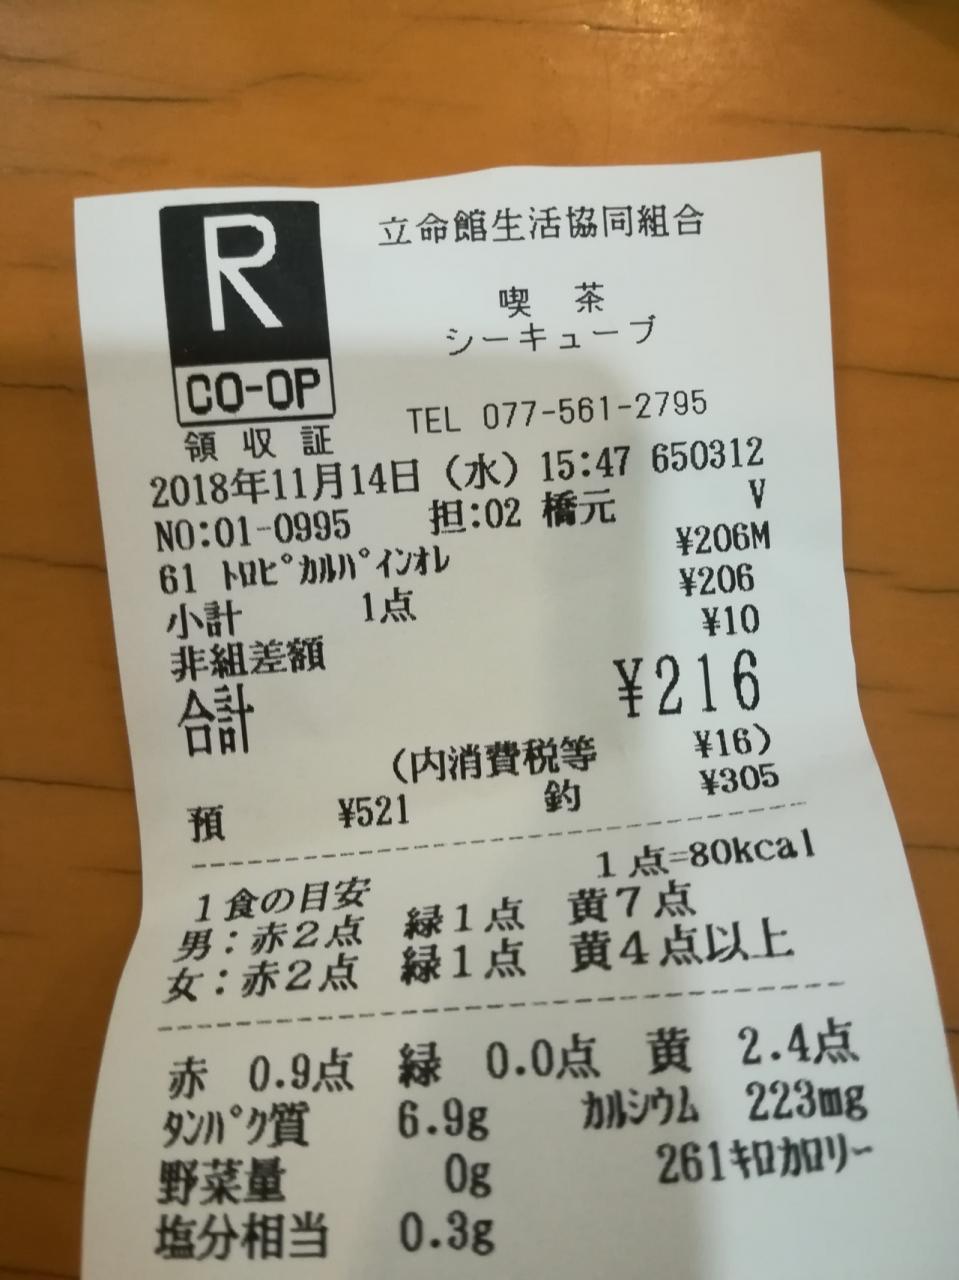 R
CO-OP
立命館生活協同組合
喫 茶
シーキューブ
TEL 077-561-2795
領 収 証
2018年11月14日（水）15:47 650312
NO:01-0995 担:02 橋元 V
61 ﾄﾛﾋﾟｶﾙﾊﾟｲﾝｵﾚ ¥206M
小計 1点 ¥206
非組差額 ¥10
合計 ¥216
（内消費税等 ¥16）
預 ¥521 釣 ¥305
1点=80kcal
1食の目安
男：赤2点 緑1点 黄7点
女：赤2点 緑1点 黄4点以上
赤 0.9点 緑 0.0点 黄 2.4点
ﾀﾝﾊﾟｸ質 6.9g ｶﾙｼｳﾑ 223mg
野菜量 0g 261ｷﾛｶﾛﾘｰ
塩分相当 0.3g